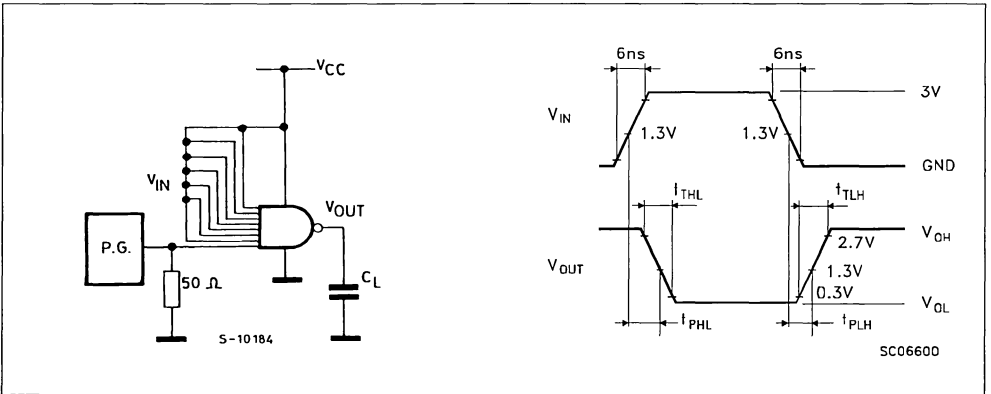 VCC
VIN
VOUT
P.G.
50 Ω
CL
S-10184
6ns 6ns
3V
VIN
1.3V 1.3V
GND
tTHL tTLH
VOH
2.7V
VOUT
1.3V
0.3V
VOL
tPHL tPLH
SC06600